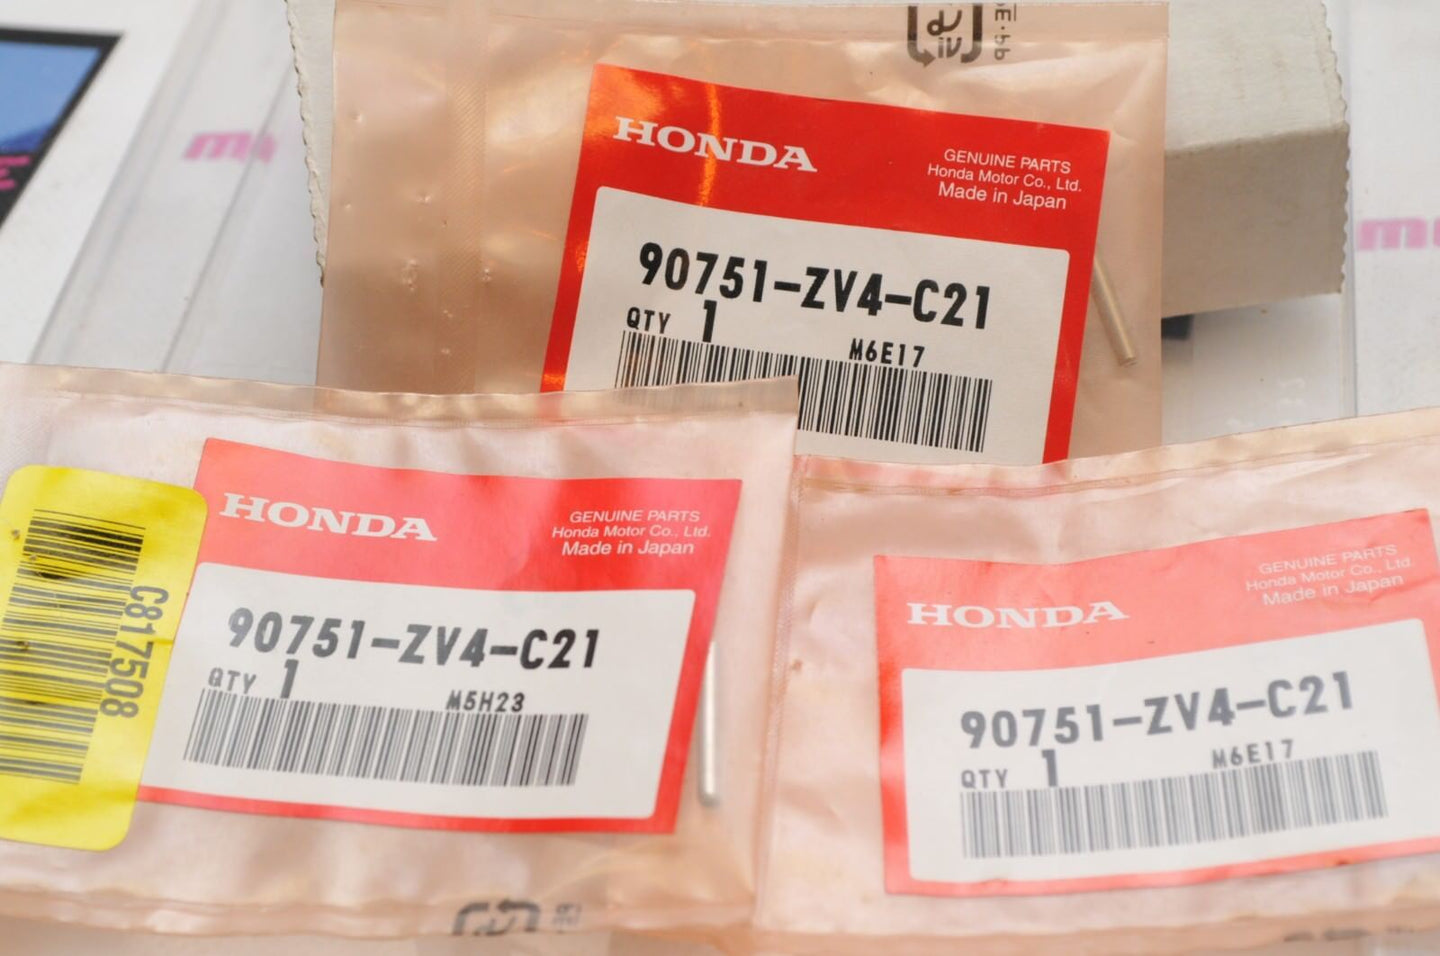 HONDA
GENUINE PARTS
Honda Motor Co., Ltd.
Made in Japan
90751-ZV4-C21
QTY 1
M6E17
HONDA
GENUINE PARTS
Honda Motor Co., Ltd.
Made in Japan
90751-ZV4-C21
QTY 1
M5H23
C817508
HONDA
GENUINE PARTS
Honda Motor Co., Ltd.
Made in Japan
90751-ZV4-C21
QTY 1
M6E17